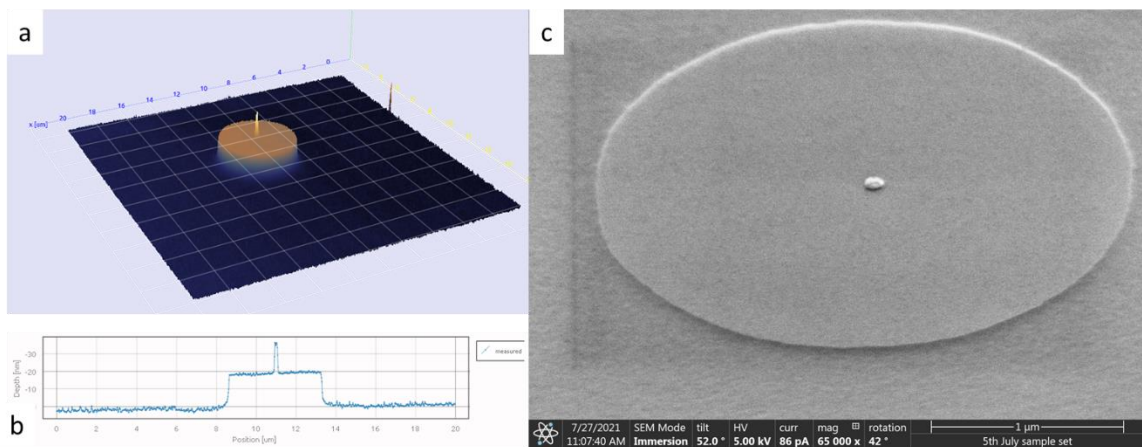 a
0
2
4
6
8
10
12
14
16
18
20
x [μm]
c
Depth [nm]
-30
-20
-10
measured
0 2 4 6 8 10 12 14 16 18 20
Position [um]
b
7/27/2021 SEM Mode tilt HV curr mag rotation 1 μm
11:07:40 AM Immersion 52.0 ° 5.00 kV 86 pA 65 000 x 42 ° 5th July sample set